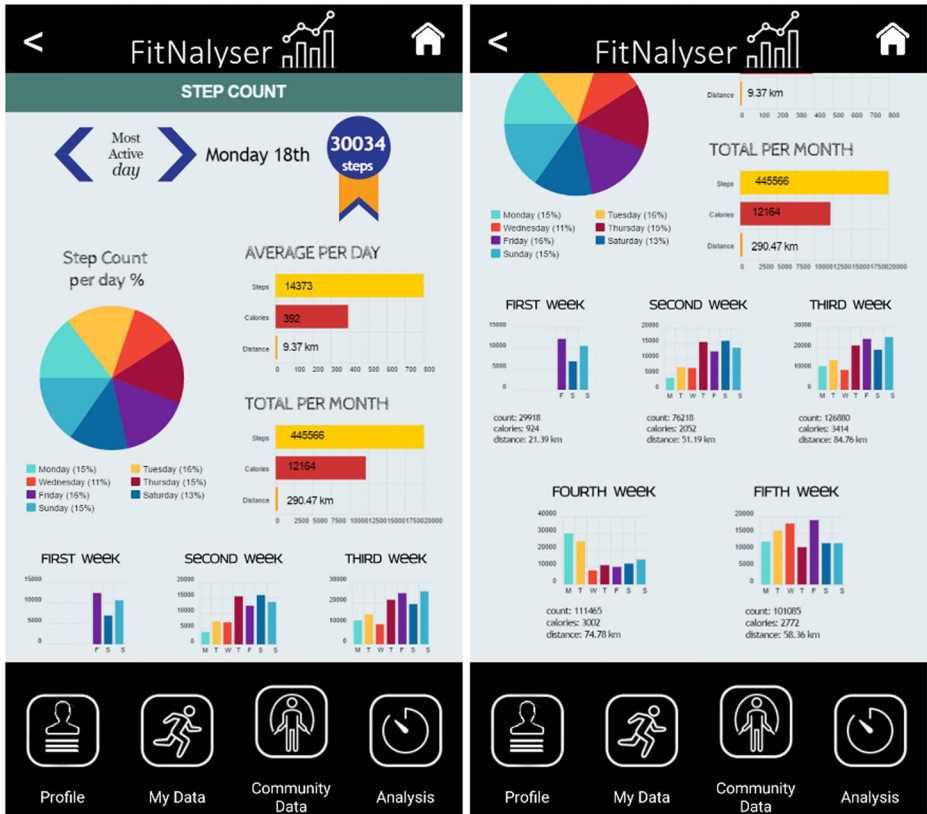 <
FitNalyser
STEP COUNT
Most
Active
day
Monday 18th
30034
steps
Step Count
per day %
Monday (15%)
Tuesday (16%)
Wednesday (11%)
Thursday (15%)
Friday (16%)
Saturday (13%)
Sunday (15%)
AVERAGE PER DAY
Steps 14373
Calories 392
Distance 9.37 km
0 100 200 300 400 500 600 700 800
TOTAL PER MONTH
Steps 445566
Calories 12164
Distance 290.47 km
0 2500 5000 7500 10000 12500 15000 17500 20000
FIRST WEEK
15000
10000
5000
0
F S S
SECOND WEEK
20000
15000
10000
5000
0
M T W T F S S
THIRD WEEK
30000
20000
10000
0
M T W T F S S
Profile
My Data
Community
Data
Analysis
<
FitNalyser
Distance 9.37 km
0 100 200 300 400 500 600 700 800
TOTAL PER MONTH
Steps 445566
Calories 12164
Distance 290.47 km
0 2500 5000 7500 10000 12500 15000 17500 20000
Monday (15%)
Tuesday (16%)
Wednesday (11%)
Thursday (15%)
Friday (16%)
Saturday (13%)
Sunday (15%)
FIRST WEEK
15000
10000
5000
0
F S S
count: 29918
calories: 924
distance: 21.39 km
SECOND WEEK
20000
15000
10000
5000
0
M T W T F S S
count: 76218
calories: 2052
distance: 51.19 km
THIRD WEEK
30000
20000
10000
0
M T W T F S S
count: 126880
calories: 3414
distance: 84.76 km
FOURTH WEEK
40000
30000
20000
10000
0
M T W T F S S
count: 111465
calories: 3002
distance: 74.78 km
FIFTH WEEK
20000
15000
10000
5000
0
M T W T F S S
count: 101085
calories: 2772
distance: 58.36 km
Profile
My Data
Community
Data
Analysis